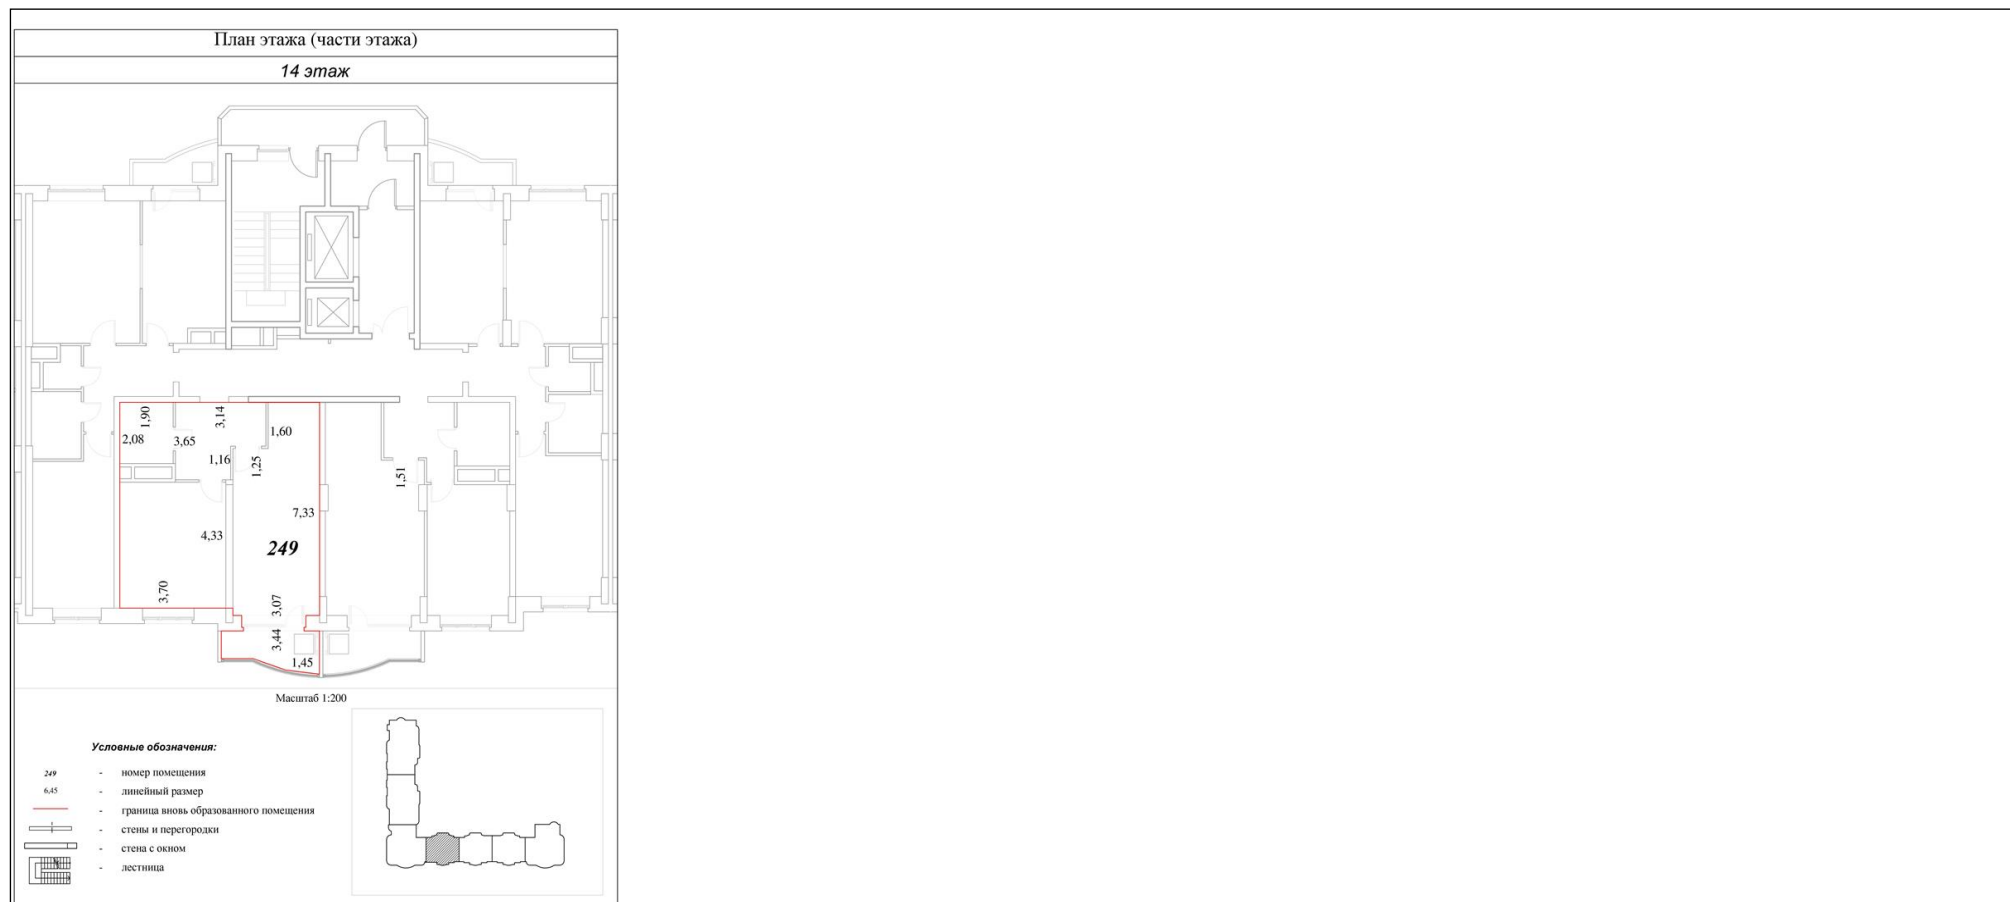 План этажа (части этажа)
14 этаж
1,90
3,14
2,08
3,65
1,60
1,16
1,25
1,51
7,33
4,33
249
3,70
3,07
3,44
1,45
Масштаб 1:200
Условные обозначения:
249 - номер помещения
6,45 - линейный размер
- граница вновь образованного помещения
- стены и перегородки
- стена с окном
- лестница